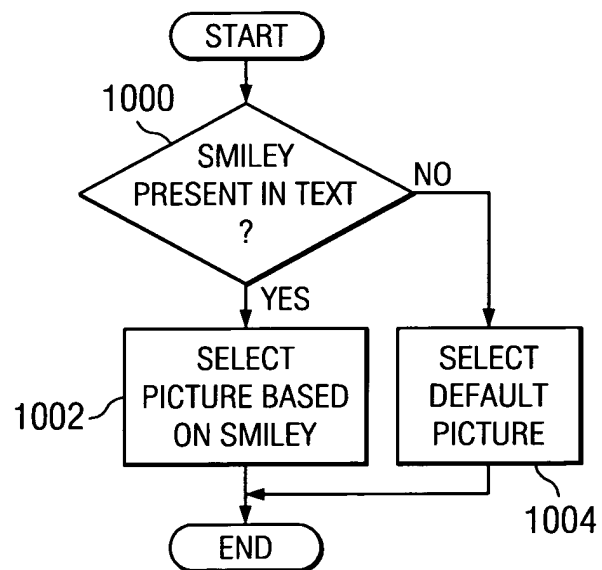 START
1000
SMILEY
PRESENT IN TEXT
?
NO
YES
SELECT
PICTURE BASED
ON SMILEY
1002
SELECT
DEFAULT
PICTURE
1004
END